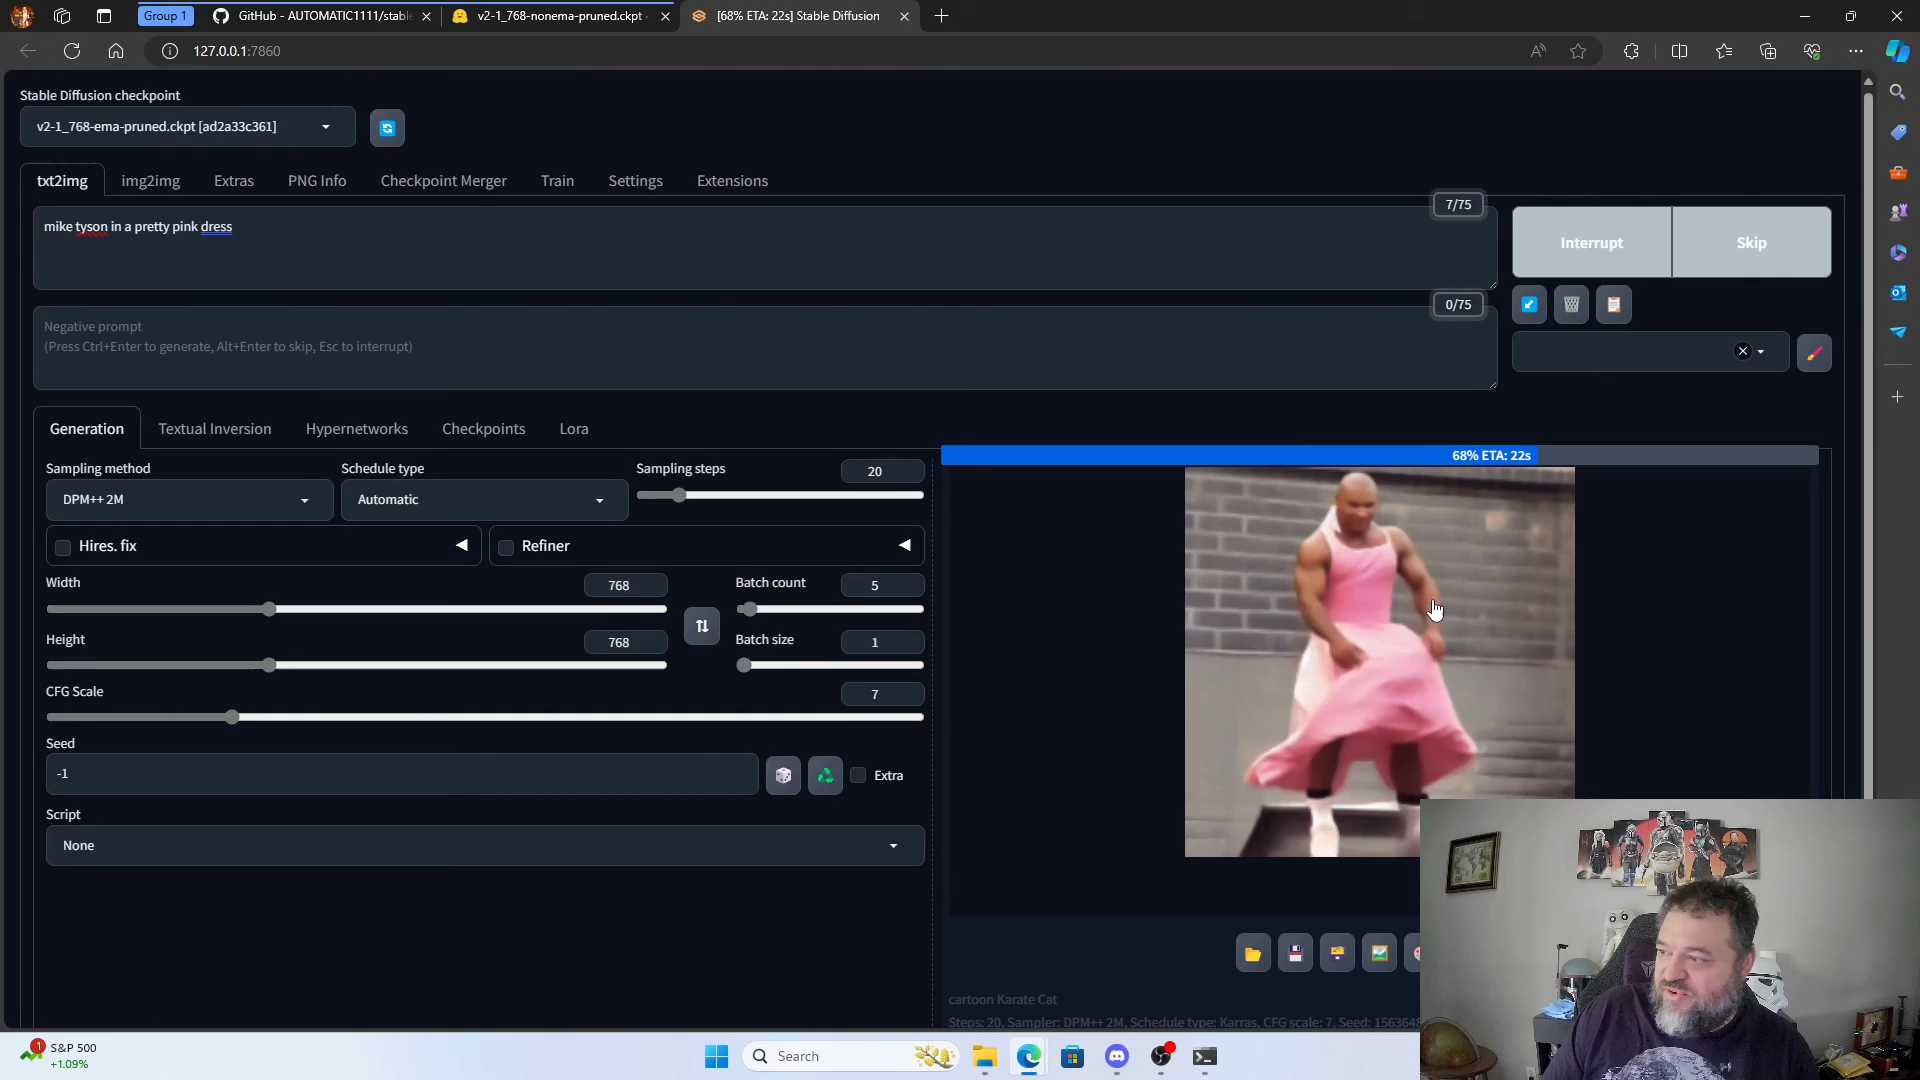 Group 1
GitHub - AUTOMATIC1111/stabl
v2-1_768-nonema-pruned.ckpt
[68% ETA: 22s] Stable Diffusion
127.0.0.1:7860
Stable Diffusion checkpoint
v2-1_768-ema-pruned.ckpt [ad2a33c361]
txt2img
img2img
Extras
PNG Info
Checkpoint Merger
Train
Settings
Extensions
7/75
mike tyson in a pretty pink dress
Interrupt
Skip
0/75
Negative prompt
(Press Ctrl+Enter to generate, Alt+Enter to skip, Esc to interrupt)
Generation
Textual Inversion
Hypernetworks
Checkpoints
Lora
68% ETA: 22s
Sampling method
Schedule type
Sampling steps
20
DPM++ 2M
Automatic
Hires. fix
Refiner
Width
768
Batch count
5
Height
768
Batch size
1
CFG Scale
7
Seed
-1
Extra
Script
None
cartoon Karate Cat
Steps: 20, Sampler: DPM++ 2M, Schedule type: Karras, CFG scale: 7, Seed: 1563648
1
S&P 500
+1.09%
Search